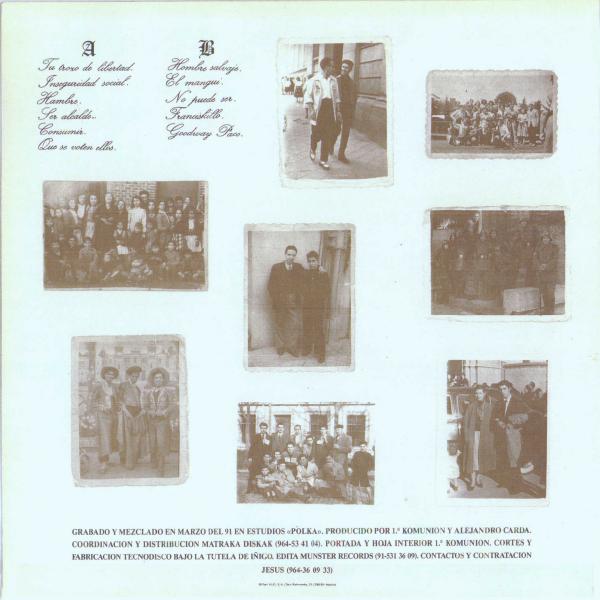 A
Tu trozo de libertad.
Inseguridad social.
Hambre.
Ser alcalde..
Consumir.
Que se voten ellos.
B
Hombre salvaje.
El mangui.
No puede ser.
Francaskillo.
Goodway Paco.
GRABADO Y MEZCLADO EN MARZO DEL 91 EN ESTUDIOS «POLKA». PRODUCIDO POR 1.ª KOMUNION Y ALEJANDRO CARDA.
COORDINACION Y DISTRIBUCION MATRAKA DISKAK (964-53 41 04). PORTADA Y HOJA INTERIOR 1.ª KOMUNION. CORTES Y
FABRICACION TECNODISCO BAJO LA TUTELA DE IÑIGO. EDITA MUNSTER RECORDS (91-531 36 09). CONTACTOS Y CONTRATACION
JESUS (964-36 09 33)